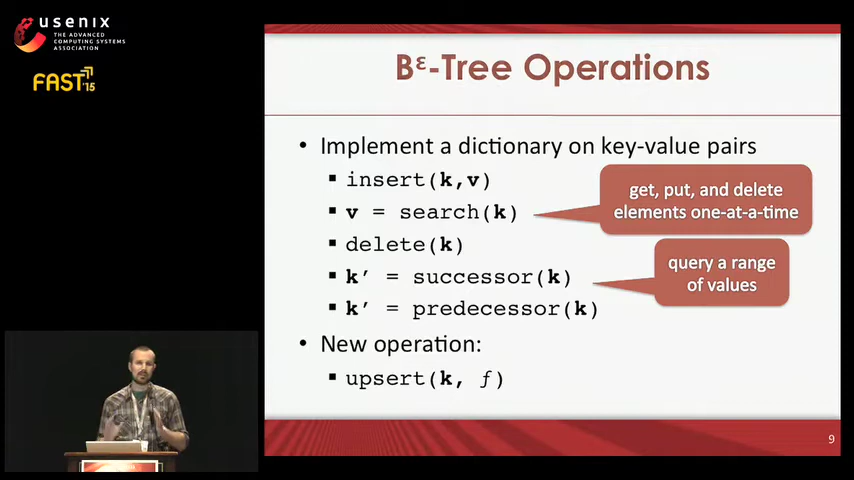 usenix
THE ADVANCED
COMPUTING SYSTEMS
ASSOCIATION
FAST '15
Bᵋ-Tree Operations
• Implement a dictionary on key-value pairs
▪ insert(k,v)
▪ v = search(k)
▪ delete(k)
▪ k′ = successor(k)
▪ k′ = predecessor(k)
get, put, and delete
elements one-at-a-time
query a range
of values
• New operation:
▪ upsert(k, ƒ)
9